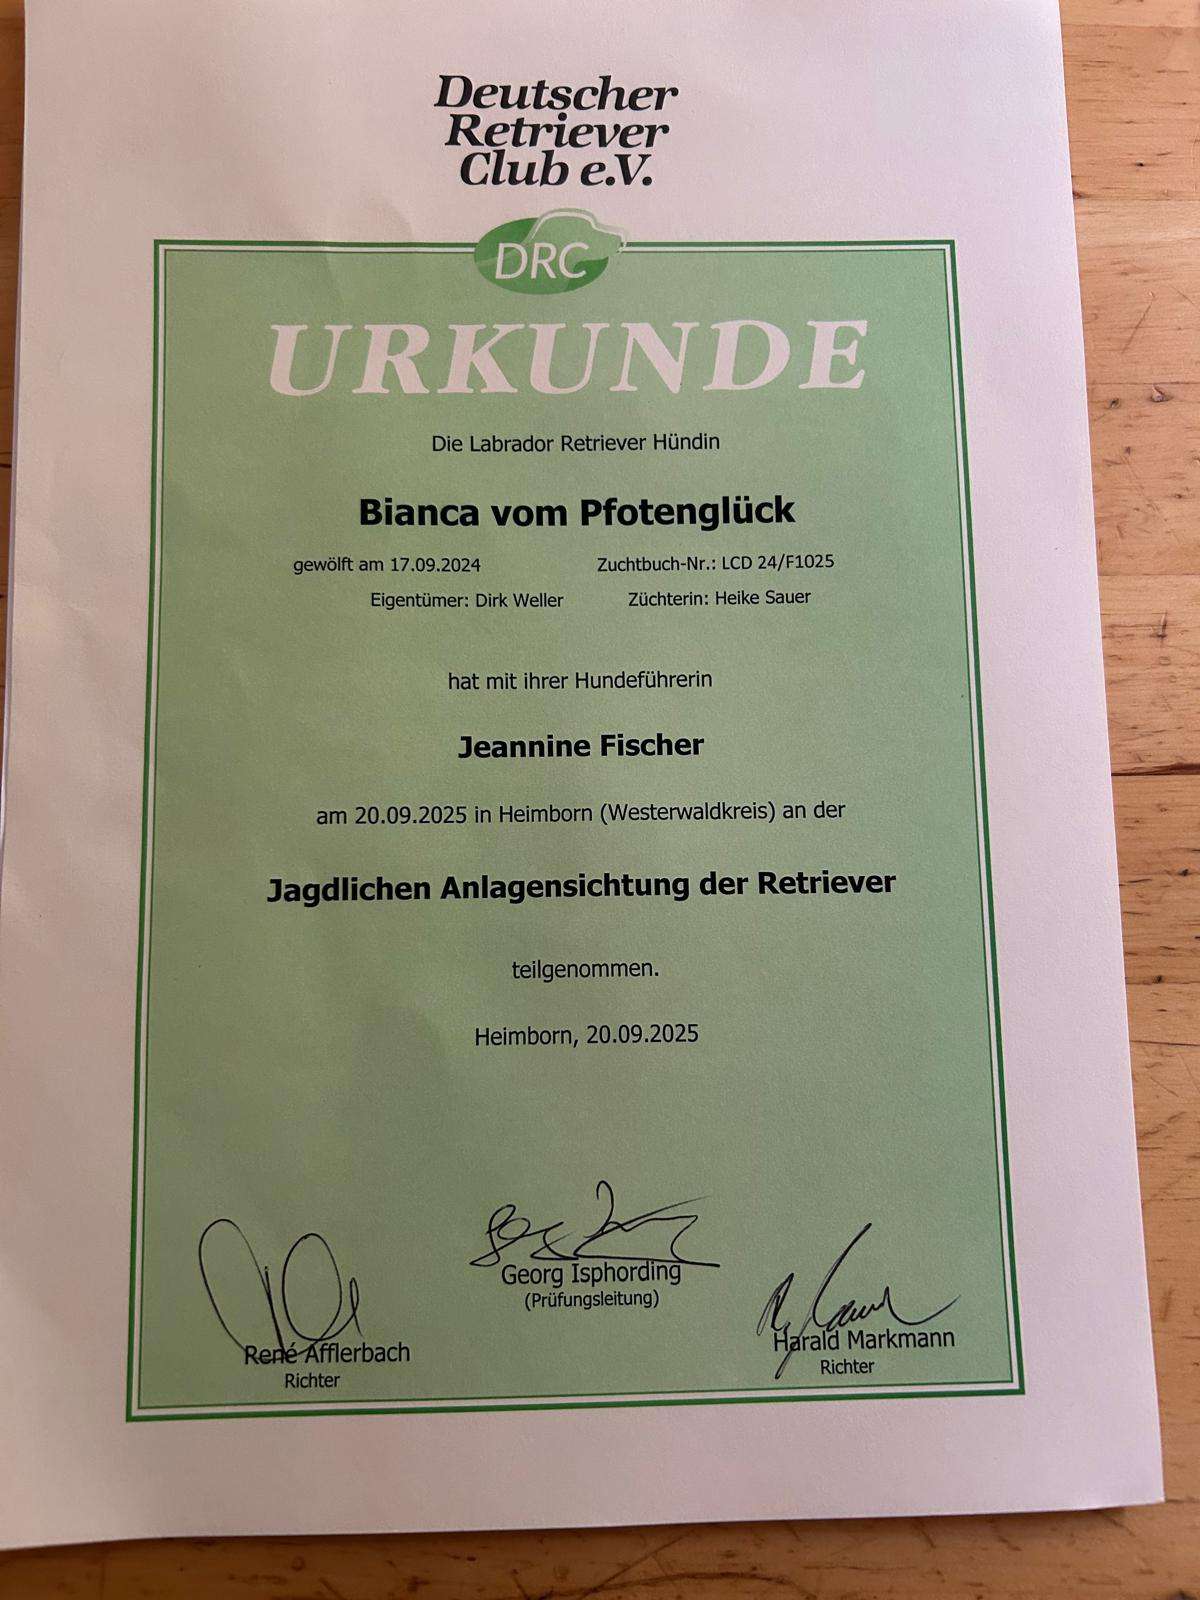 Deutscher
Retriever
Club e.V.
DRC
URKUNDE
Die Labrador Retriever Hündin
Bianca vom Pfotenglück
gewölft am 17.09.2024 Zuchtbuch-Nr.: LCD 24/F1025
Eigentümer: Dirk Weller Züchterin: Heike Sauer
hat mit ihrer Hundeführerin
Jeannine Fischer
am 20.09.2025 in Heimborn (Westerwaldkreis) an der
Jagdlichen Anlagensichtung der Retriever
teilgenommen.
Heimborn, 20.09.2025
Georg Isphording
(Prüfungsleitung)
René Afflerbach
Richter
Harald Markmann
Richter